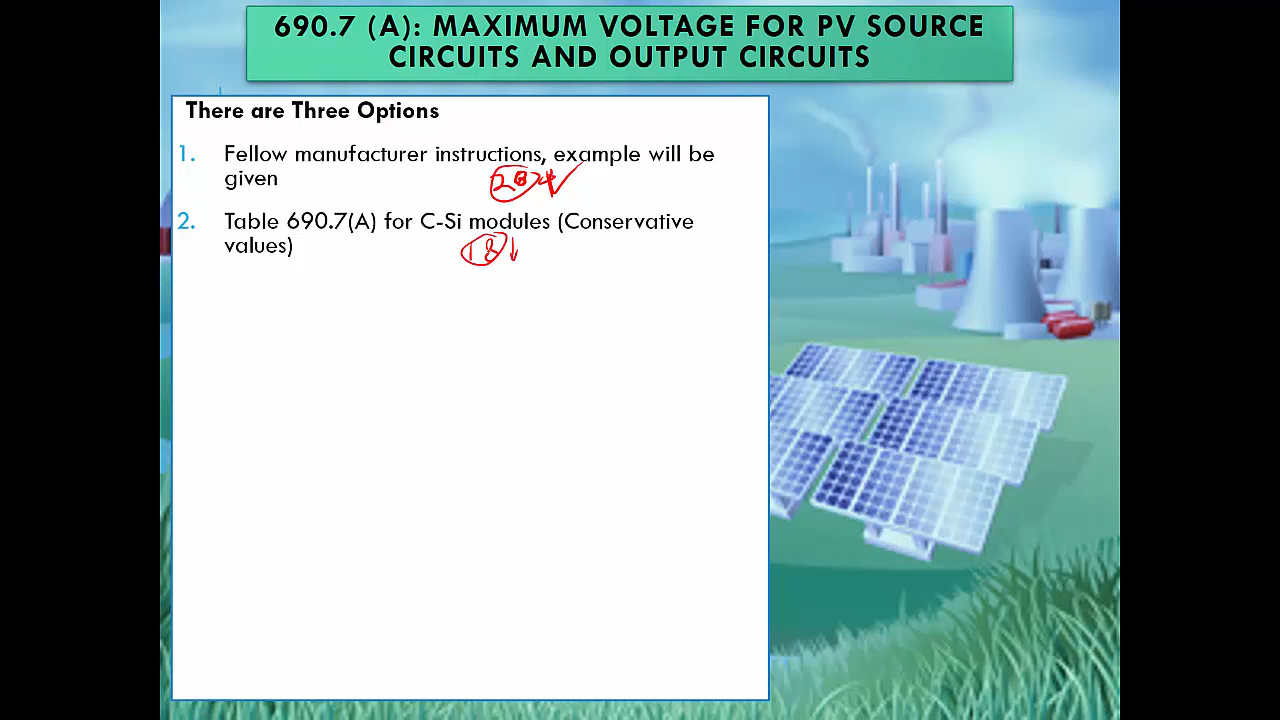 690.7 (A): MAXIMUM VOLTAGE FOR PV SOURCE
CIRCUITS AND OUTPUT CIRCUITS
There are Three Options
1. Fellow manufacturer instructions, example will be
given
2. Table 690.7(A) for C-Si modules (Conservative
values)
18